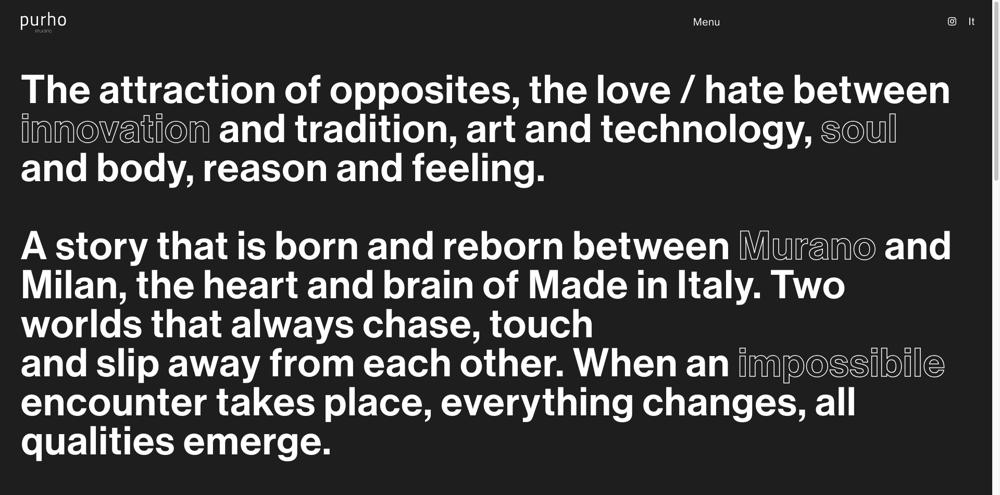 purho
Murano
Menu
It
The attraction of opposites, the love / hate between
innovation and tradition, art and technology, soul
and body, reason and feeling.
A story that is born and reborn between Murano and
Milan, the heart and brain of Made in Italy. Two
worlds that always chase, touch
and slip away from each other. When an impossibile
encounter takes place, everything changes, all
qualities emerge.